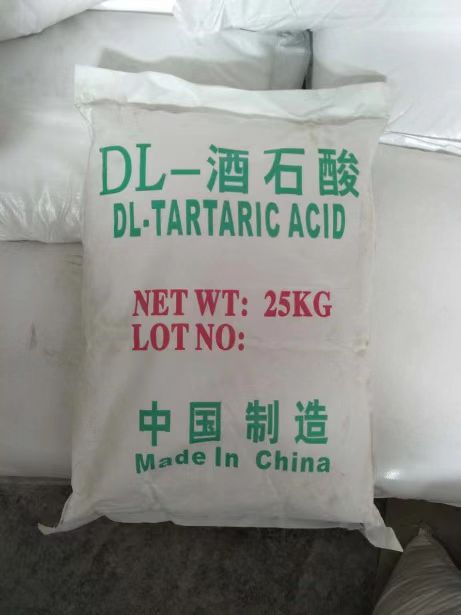 DL-酒石酸
DL-TARTARIC ACID
NET WT: 25KG
LOT NO:
中国 制造
Made In China